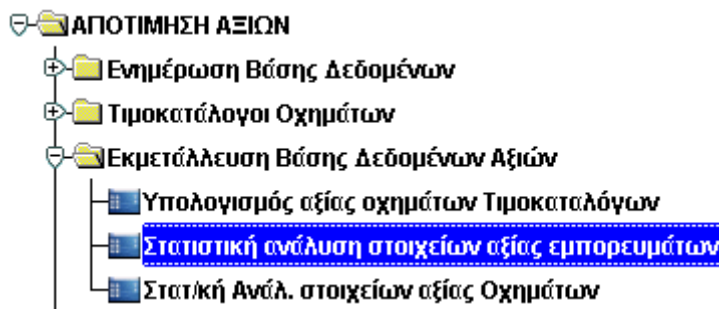 ΑΠΟΤΙΜΗΣΗ ΑΞΙΩΝ
Ενημέρωση Βάσης Δεδομένων
Τιμοκατάλογοι Οχημάτων
Εκμετάλλευση Βάσης Δεδομένων Αξιών
Υπολογισμός αξίας οχημάτων Τιμοκαταλόγων
Στατιστική ανάλυση στοιχείων αξίας εμπορευμάτων
Στατ/κή Ανάλ. στοιχείων αξίας Οχημάτων